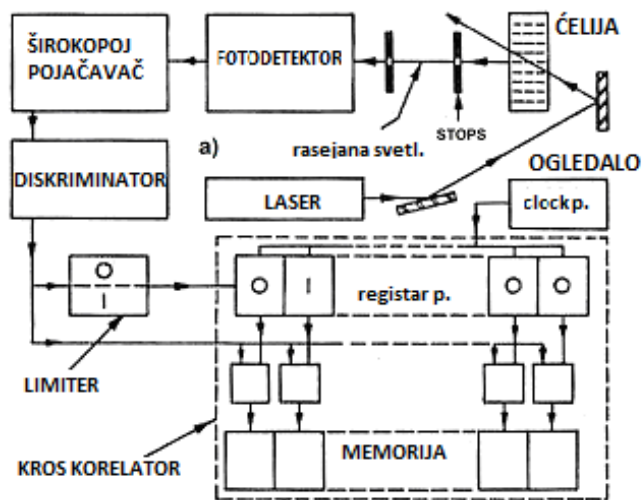 ŠIROKOPOJ
POJAČAVAČ
FOTODETEKTOR
ĆELIJA
STOPS
a)
rasejana svetl.
DISKRIMINATOR
OGLEDALO
LASER
clock p.
O
I
O
I
registar p.
O
O
LIMITER
MEMORIJA
KROS KORELATOR